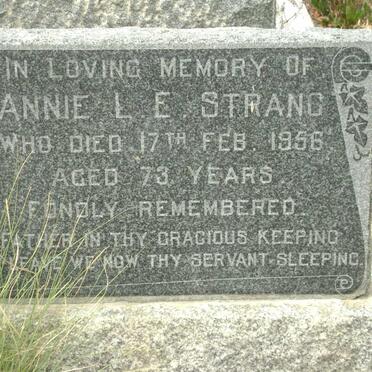 IN LOVING MEMORY OF
ANNIE L. E. STRANG
WHO DIED 17TH FEB. 1956
AGED 73 YEARS
FONDLY REMEMBERED
FATHER IN THY GRACIOUS KEEPING
WE NOW THY SERVANT SLEEPING.
P